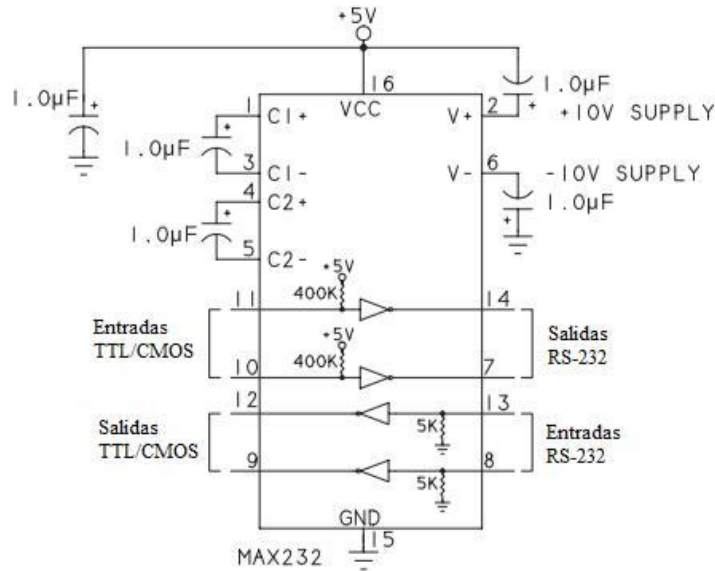 +5V
1.0µF
+
16
VCC
1.0µF
+
1
C1+
V+
2
+10V SUPPLY
1.0µF
+
3
C1-
V-
6
-10V SUPPLY
4
C2+
1.0µF
+
1.0µF
+
5
C2-
+5V
400K
11
14
Entradas
TTL/CMOS
+5V
400K
Salidas
RS-232
10
7
12
13
Salidas
TTL/CMOS
5K
Entradas
RS-232
9
8
5K
GND
15
MAX232